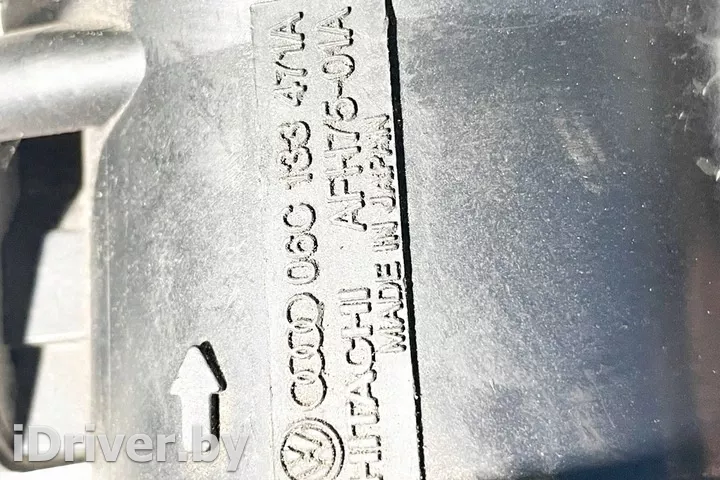 06C 133 471A
HITACHI AFH75-01A
MADE IN JAPAN
iDriver.by